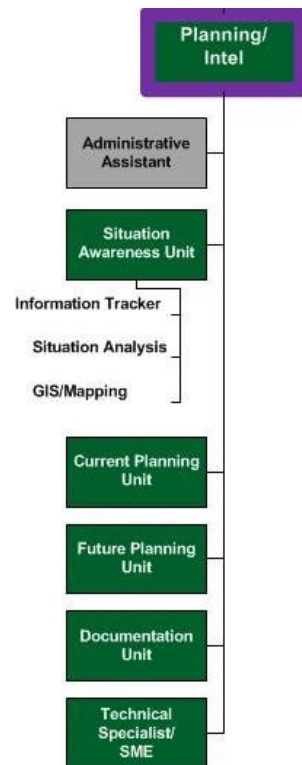 Planning/
Intel
Administrative
Assistant
Situation
Awareness Unit
Information Tracker
Situation Analysis
GIS/Mapping
Current Planning
Unit
Future Planning
Unit
Documentation
Unit
Technical
Specialist/
SME